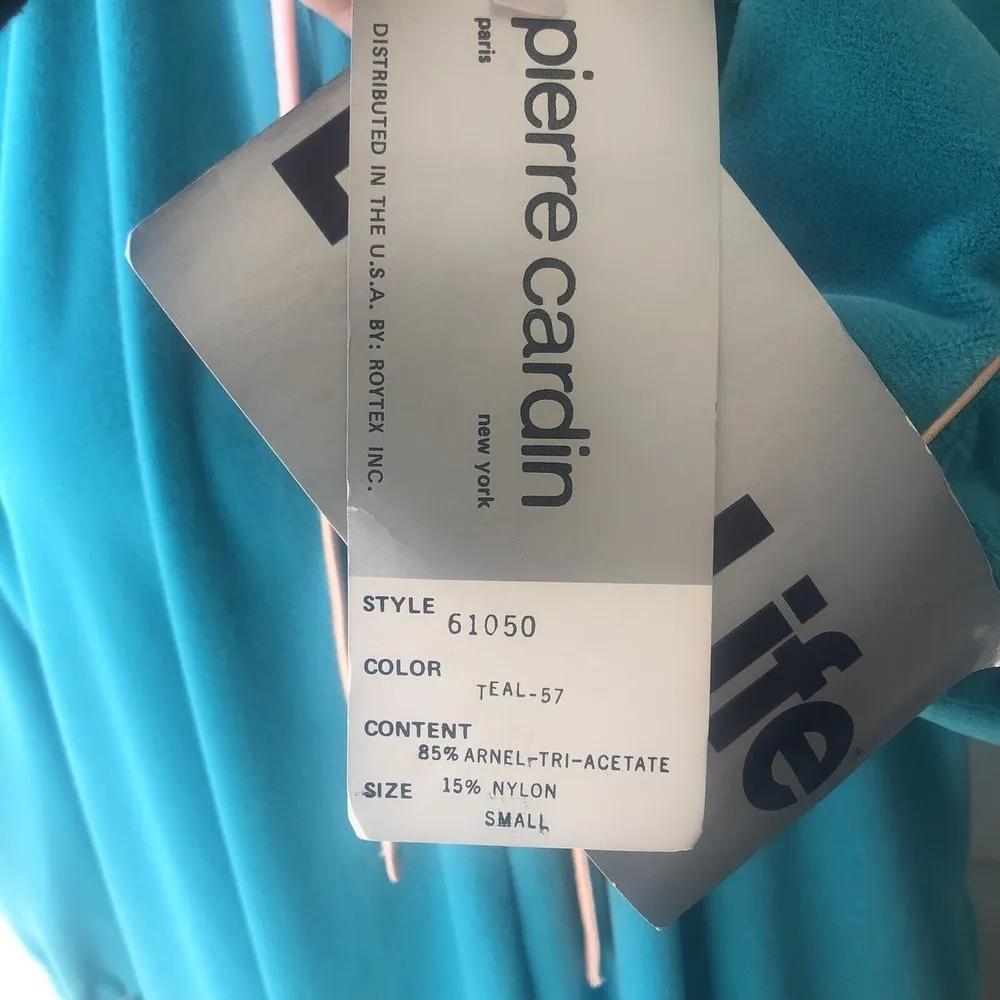 pierre cardin
paris new york
DISTRIBUTED IN THE U.S.A. BY: ROYTEX INC.
STYLE 61050
COLOR TEAL-57
CONTENT 85% ARNEL-TRI-ACETATE
15% NYLON
SIZE SMALL
Life